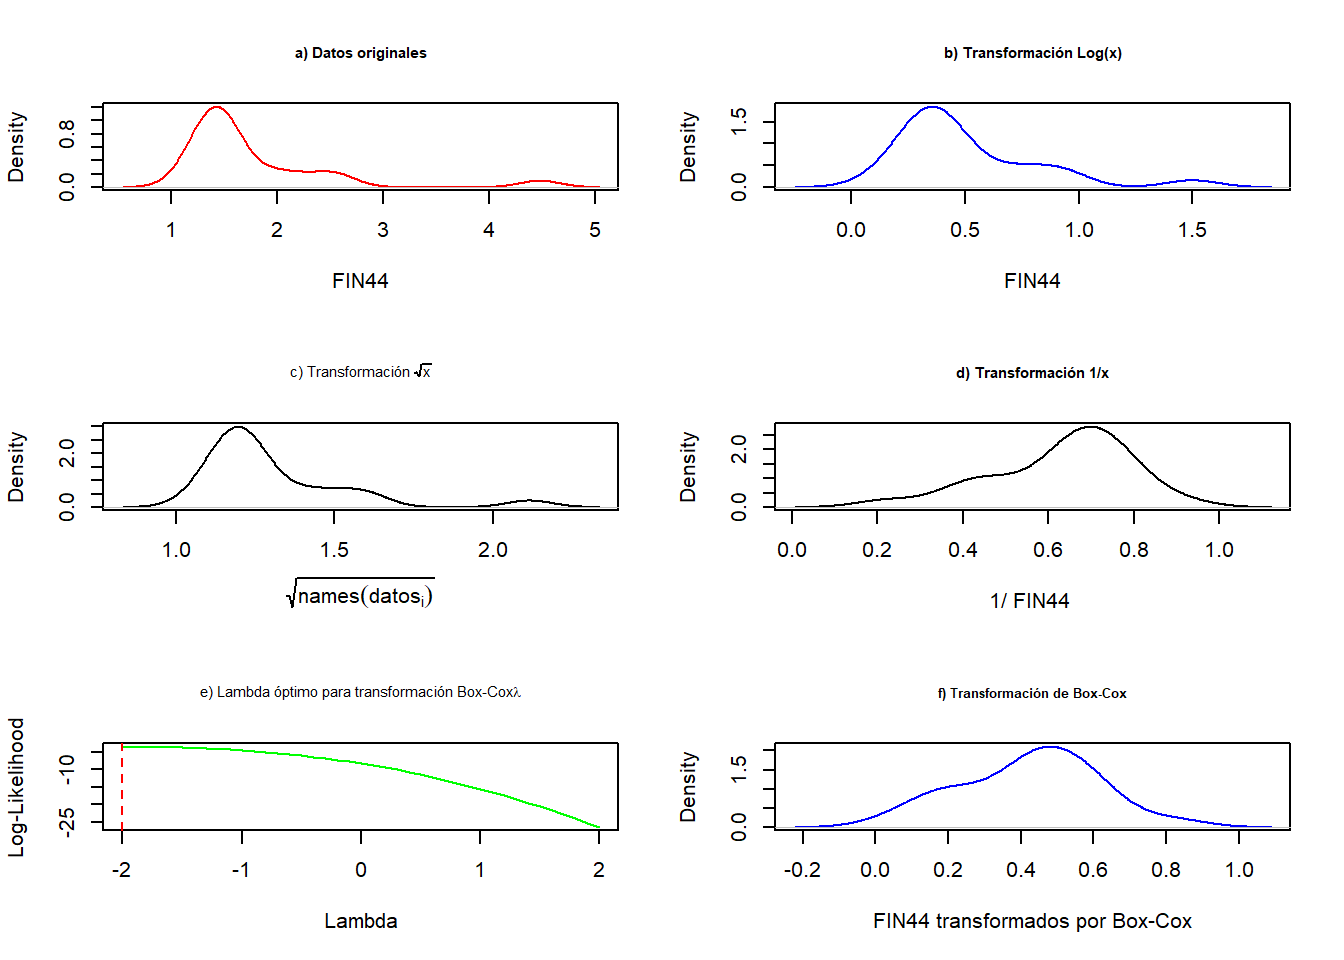 a) Datos originales
Density
0.0 0.8
1 2 3 4 5
FIN44
b) Transformación Log(x)
Density
0.0 1.5
0.0 0.5 1.0 1.5
FIN44
c) Transformación √x
Density
0.0 2.0
1.0 1.5 2.0
√names(datosᵢ)
d) Transformación 1/x
Density
0.0 2.0
0.0 0.2 0.4 0.6 0.8 1.0
1/ FIN44
e) Lambda óptimo para transformación Box-Coxλ
Log-Likelihood
-25 -10
-2 -1 0 1 2
Lambda
f) Transformación de Box-Cox
Density
0.0 1.5
-0.2 0.0 0.2 0.4 0.6 0.8 1.0
FIN44 transformados por Box-Cox